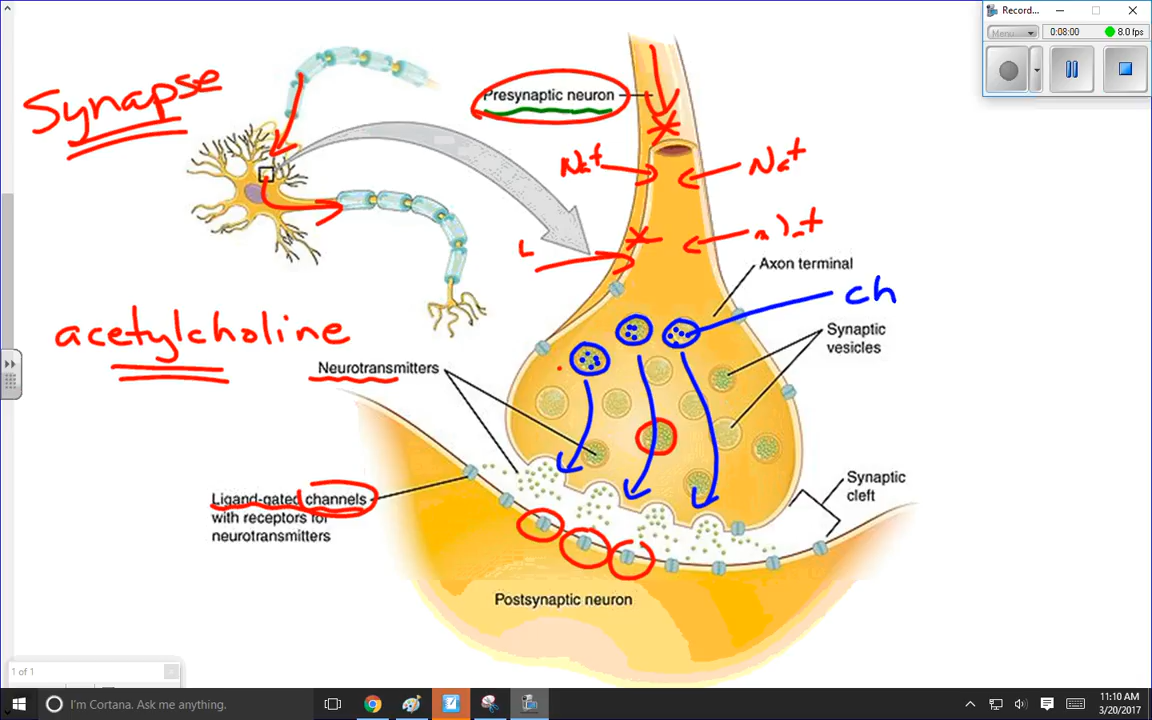 Recor...
Menu
0:08:00
8.0 fps
Synapse
Presynaptic neuron
Na+
Na+
Axon terminal
ch
acetylcholine
Synaptic
vesicles
Neurotransmitters
Ligand-gated channels
with receptors for
neurotransmitters
Synaptic
cleft
Postsynaptic neuron
1 of 1
I'm Cortana. Ask me anything.
11:10 AM
3/20/2017